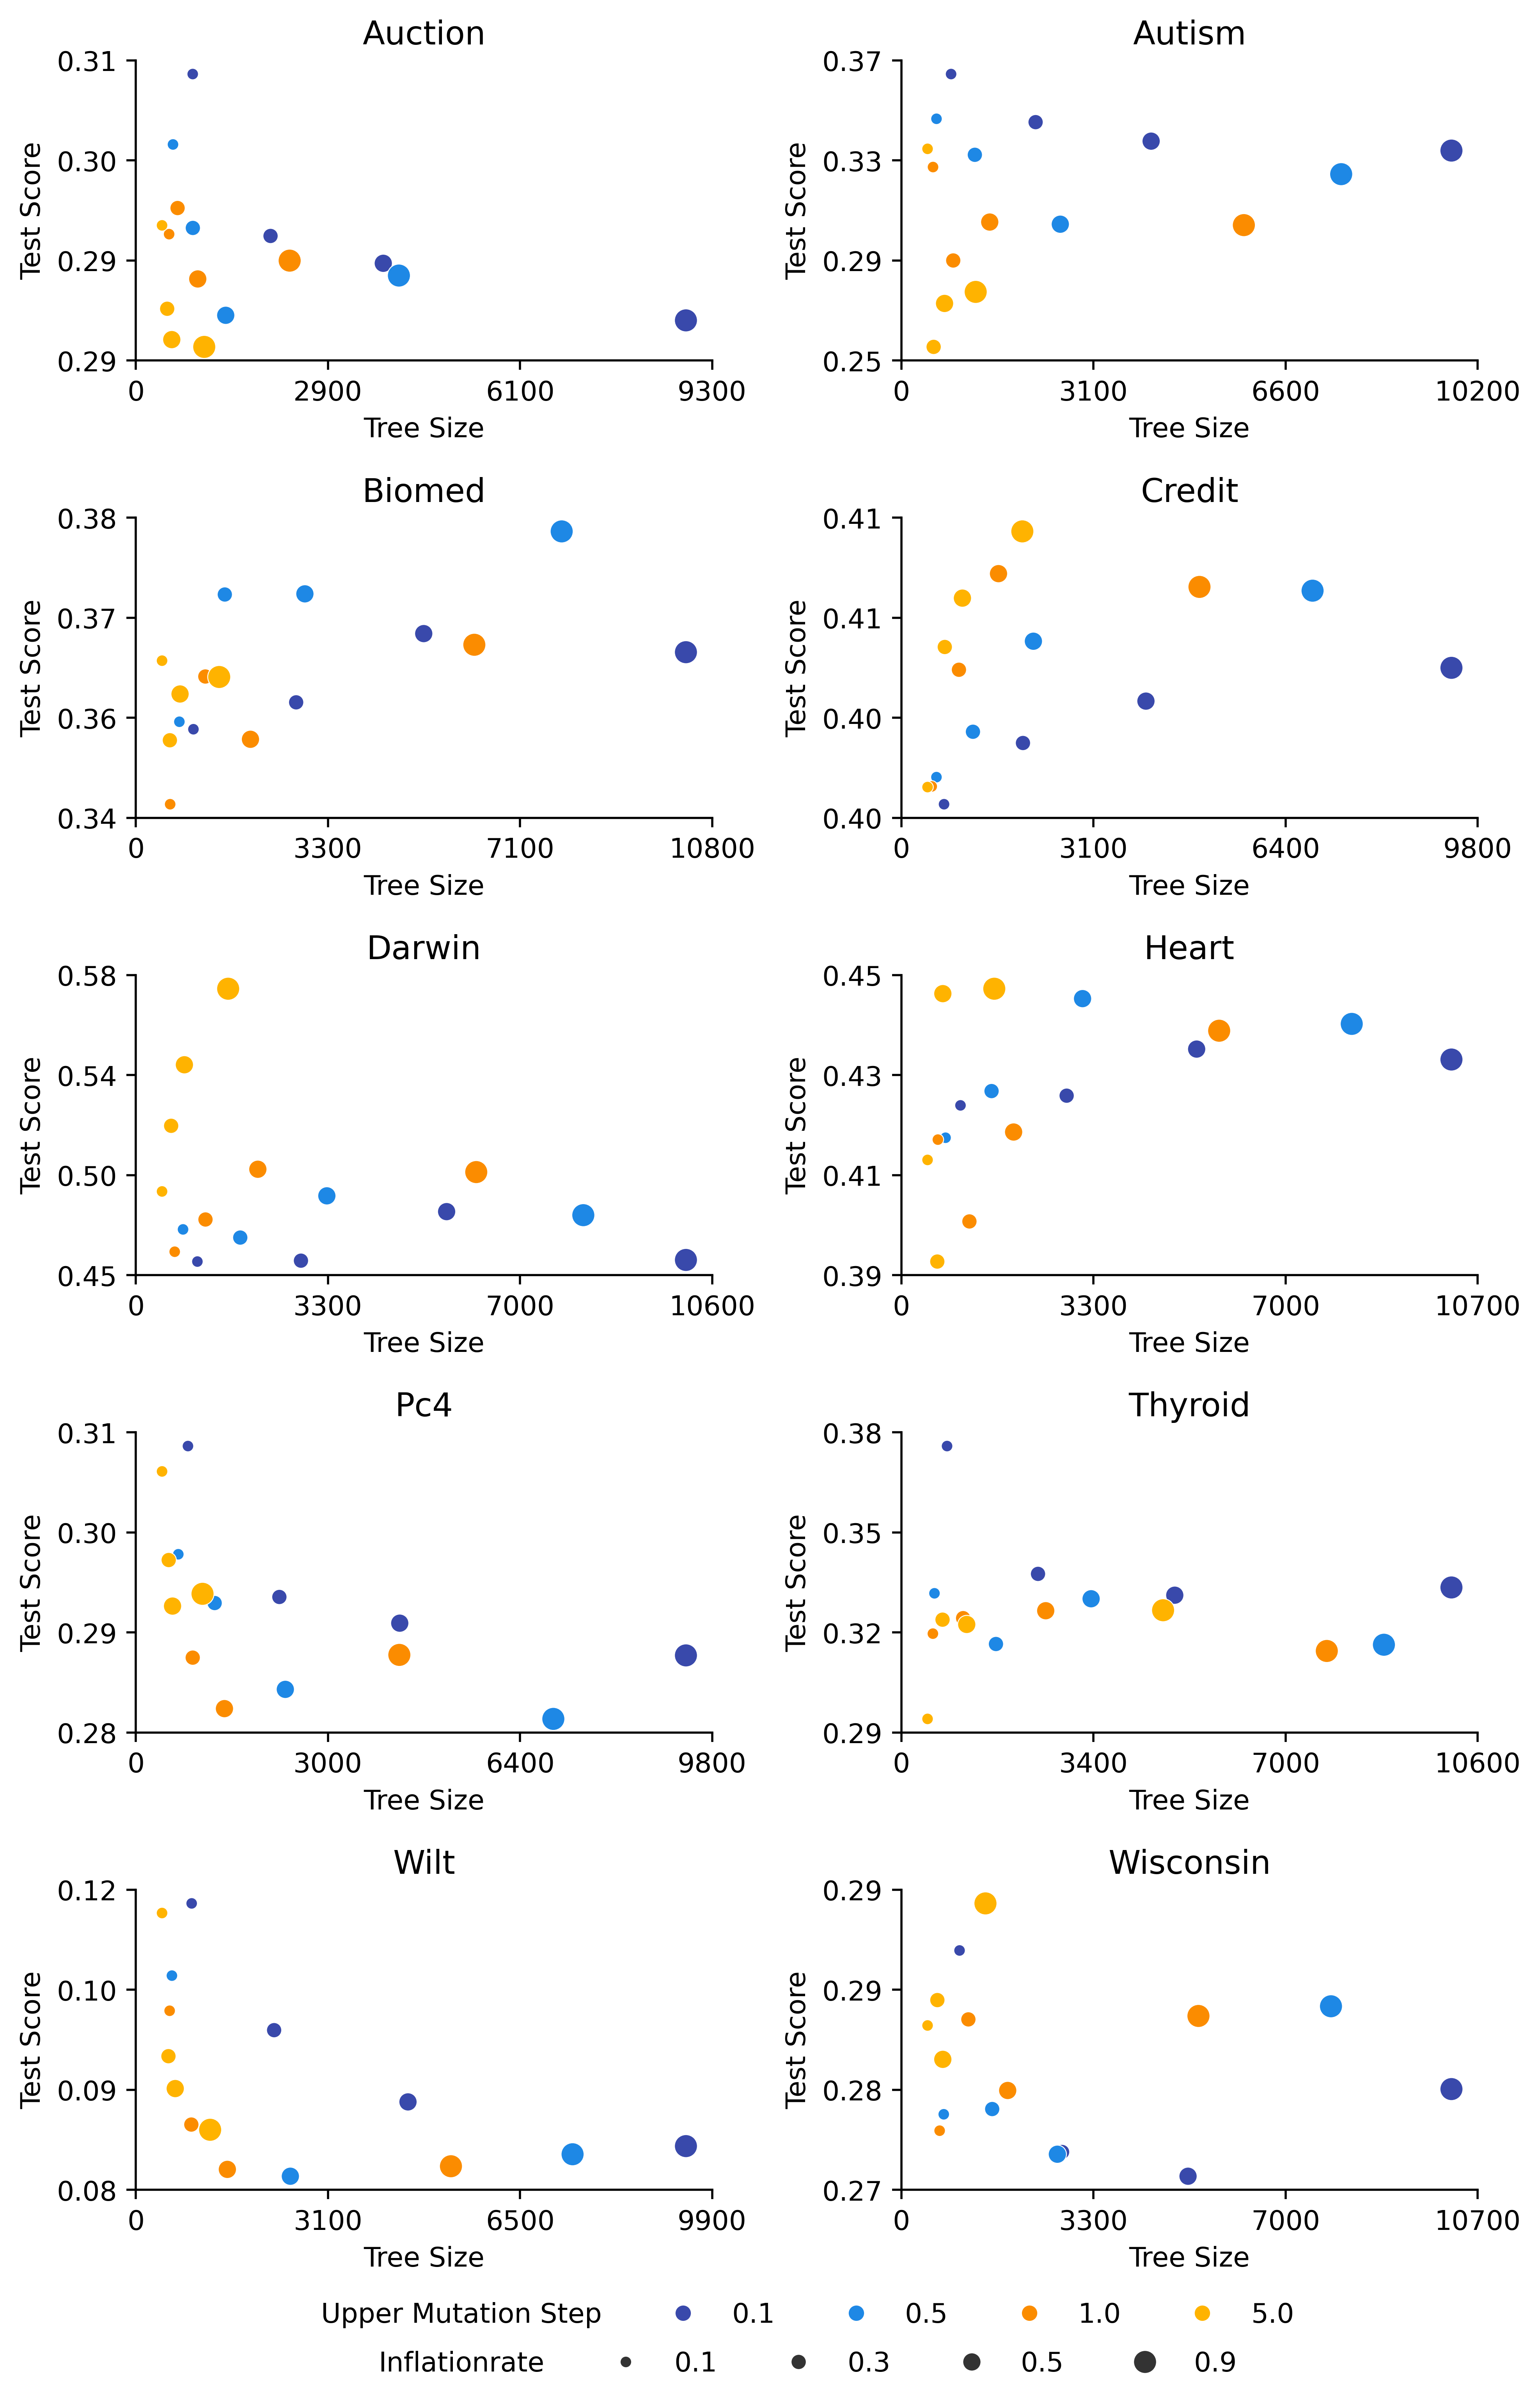 Auction
Autism
0.31
0.30
0.29
0.29
Test Score
0 2900 6100 9300
Tree Size
0.37
0.33
0.29
0.25
Test Score
0 3100 6600 10200
Tree Size
Biomed
Credit
0.38
0.37
0.36
0.34
Test Score
0 3300 7100 10800
Tree Size
0.41
0.41
0.40
0.40
Test Score
0 3100 6400 9800
Tree Size
Darwin
Heart
0.58
0.54
0.50
0.45
Test Score
0 3300 7000 10600
Tree Size
0.45
0.43
0.41
0.39
Test Score
0 3300 7000 10700
Tree Size
Pc4
Thyroid
0.31
0.30
0.29
0.28
Test Score
0 3000 6400 9800
Tree Size
0.38
0.35
0.32
0.29
Test Score
0 3400 7000 10600
Tree Size
Wilt
Wisconsin
0.12
0.10
0.09
0.08
Test Score
0 3100 6500 9900
Tree Size
0.29
0.29
0.28
0.27
Test Score
0 3300 7000 10700
Tree Size
Upper Mutation Step 0.1 0.5 1.0 5.0
Inflationrate 0.1 0.3 0.5 0.9